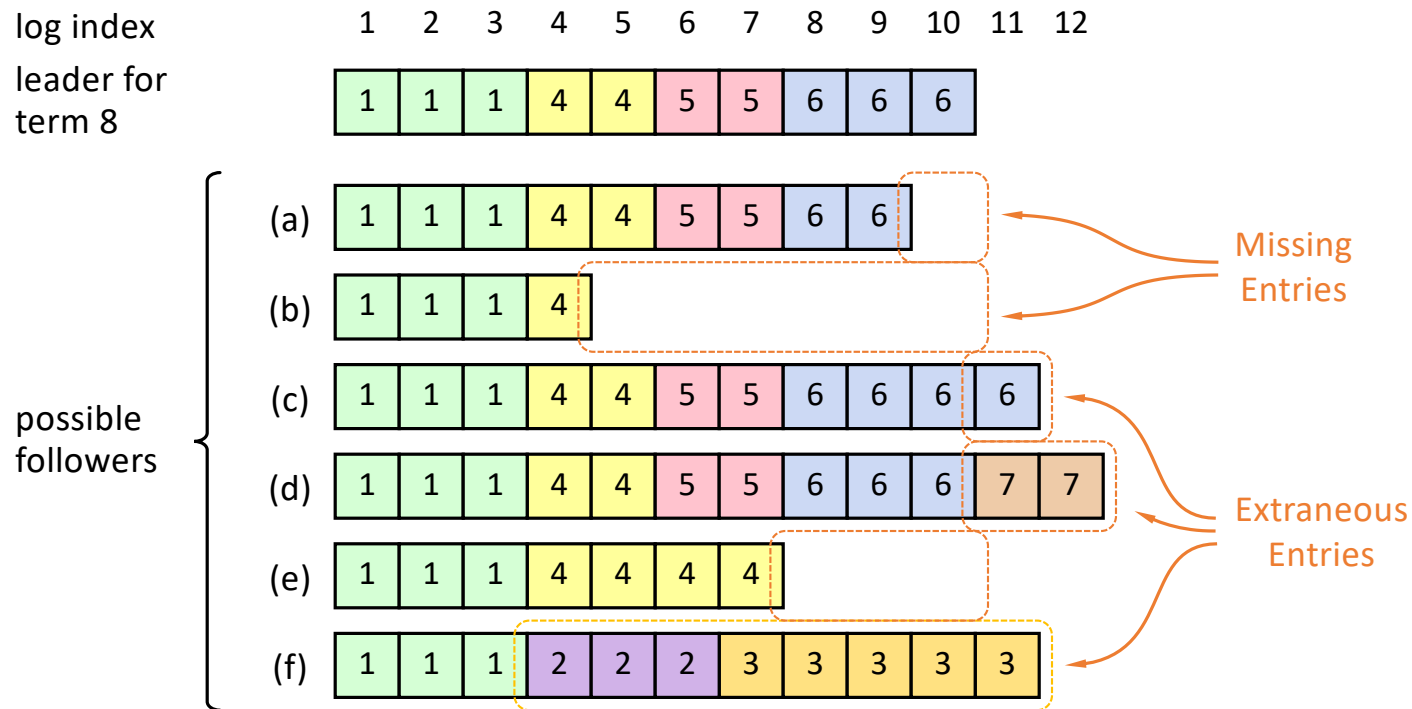 log index 1 2 3 4 5 6 7 8 9 10 11 12
leader for
term 8
1 1 1 4 4 5 5 6 6 6
(a) 1 1 1 4 4 5 5 6 6
Missing
Entries
(b) 1 1 1 4
(c) 1 1 1 4 4 5 5 6 6 6 6
possible
followers
(d) 1 1 1 4 4 5 5 6 6 6 7 7
Extraneous
Entries
(e) 1 1 1 4 4 4 4
(f) 1 1 1 2 2 2 3 3 3 3 3